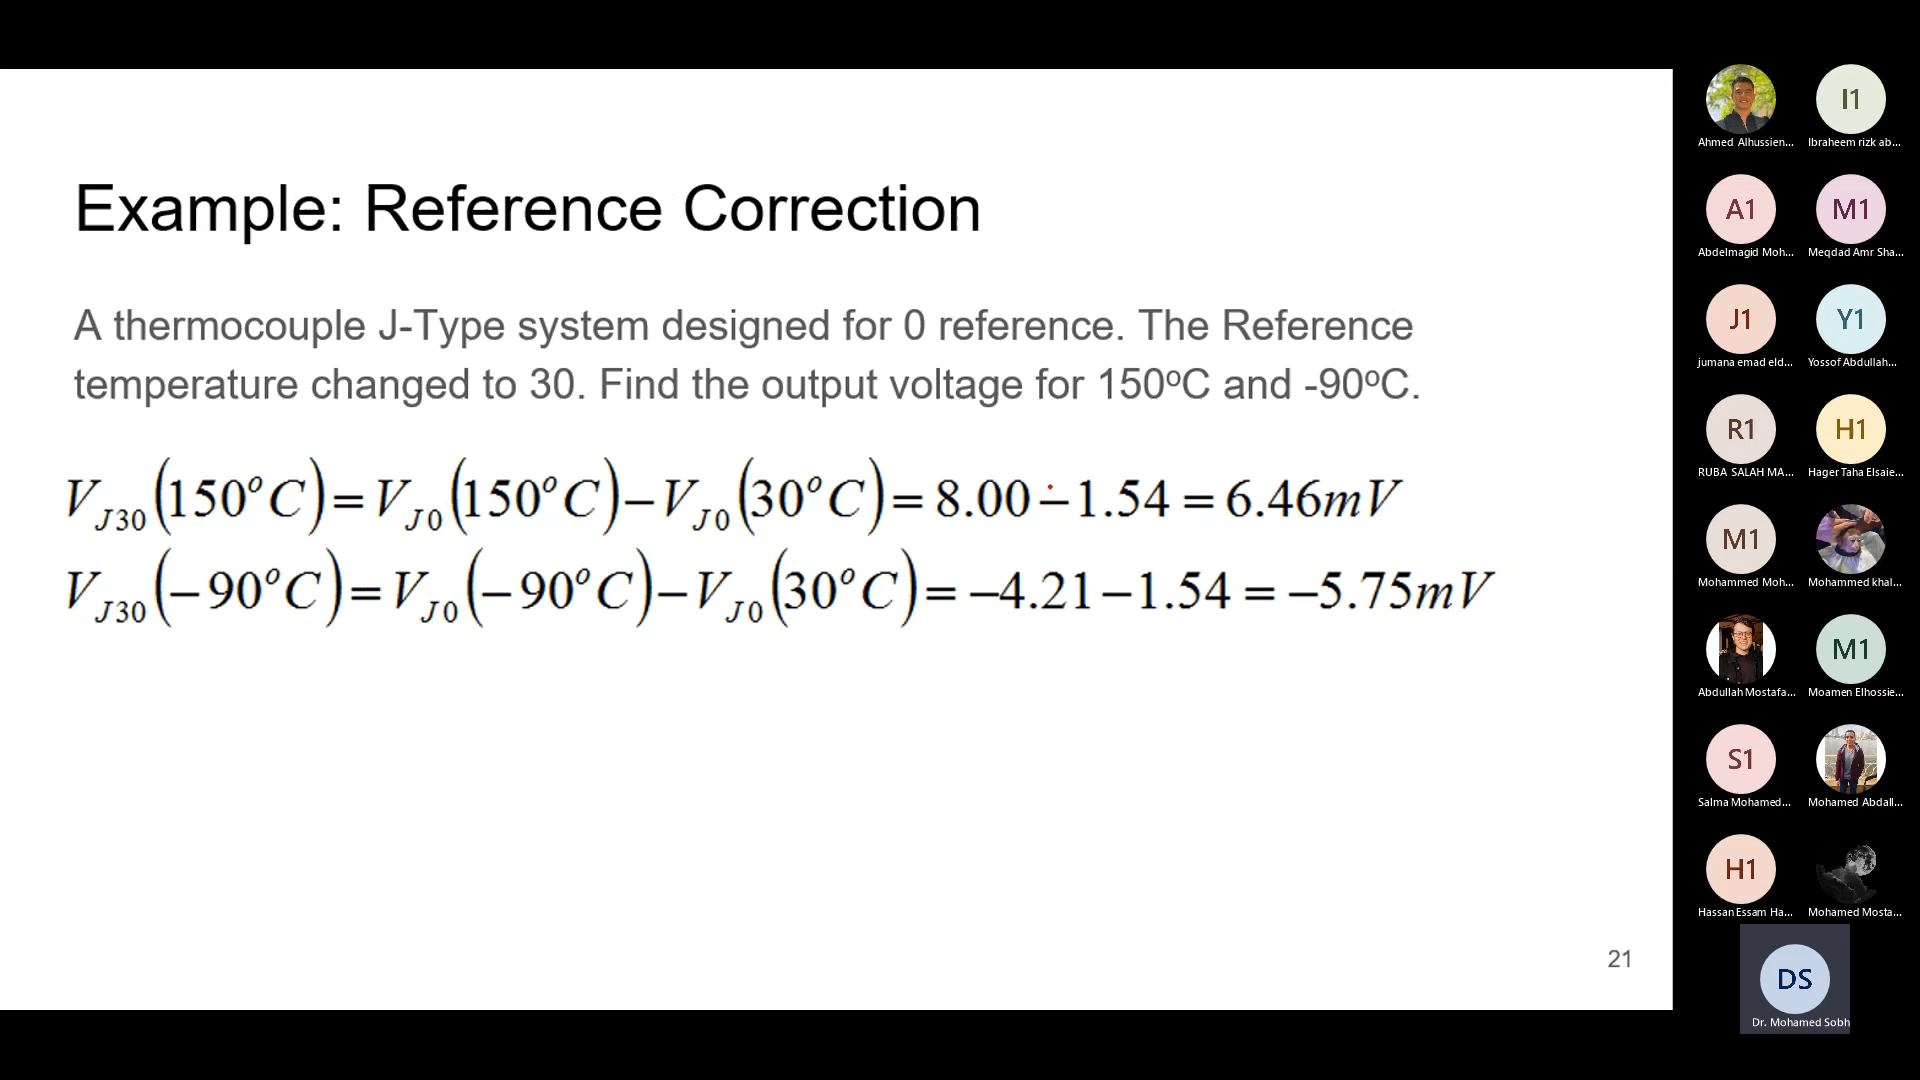 Example: Reference Correction
A thermocouple J-Type system designed for 0 reference. The Reference
temperature changed to 30. Find the output voltage for 150ºC and -90ºC.
V_J30(150ºC)=V_J0(150ºC)−V_J0(30ºC)=8.00−1.54=6.46mV
V_J30(−90ºC)=V_J0(−90ºC)−V_J0(30ºC)=−4.21−1.54=−5.75mV
21
Ahmed Alhussien...
I1
Ibraheem rizk ab...
A1
Abdelmagid Moh...
M1
Meqdad Amr Sha...
J1
jumana emad eld...
Y1
Yossof Abdullah...
R1
RUBA SALAH MA...
H1
Hager Taha Elsaie...
M1
Mohammed Moh...
Mohammed khal...
Abdullah Mostafa...
M1
Moamen Elhossie...
S1
Salma Mohamed...
Mohamed Abdall...
H1
Hassan Essam Ha...
Mohamed Mosta...
DS
Dr. Mohamed Sobh